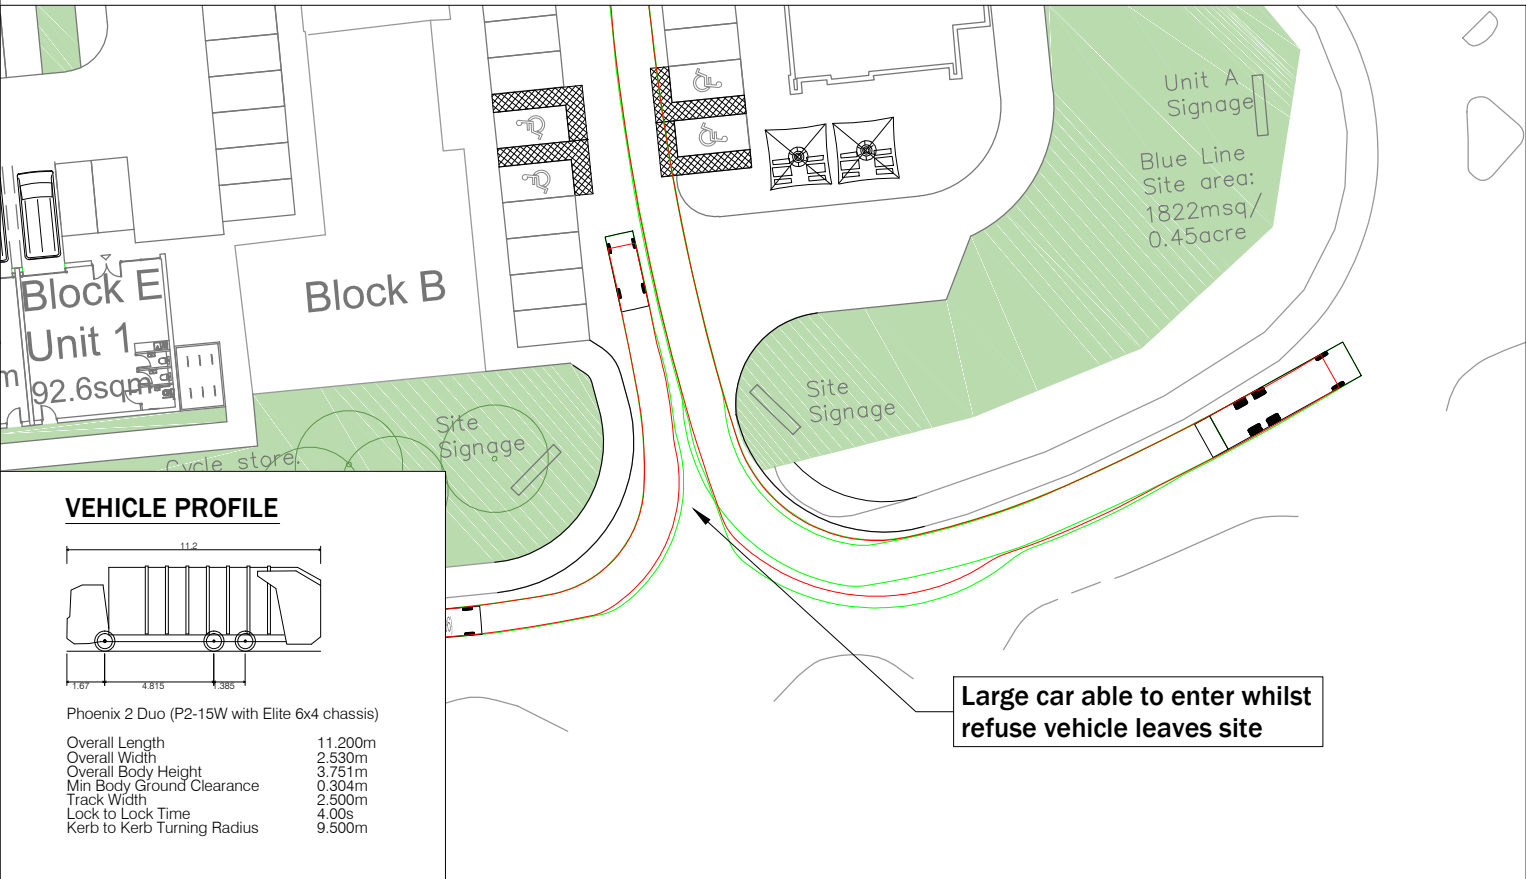 Unit A
Signage
Blue Line
Site area:
1822msq/
0.45acre
Block E
Unit 1
92.6sqm
m
Block B
Site
Signage
Site
Signage
Cycle store.
VEHICLE PROFILE
11.2
1.67
4.815
1.385
Phoenix 2 Duo (P2-15W with Elite 6x4 chassis)
Overall Length 11.200m
Overall Width 2.530m
Overall Body Height 3.751m
Min Body Ground Clearance 0.304m
Track Width 2.500m
Lock to Lock Time 4.00s
Kerb to Kerb Turning Radius 9.500m
Large car able to enter whilst
refuse vehicle leaves site